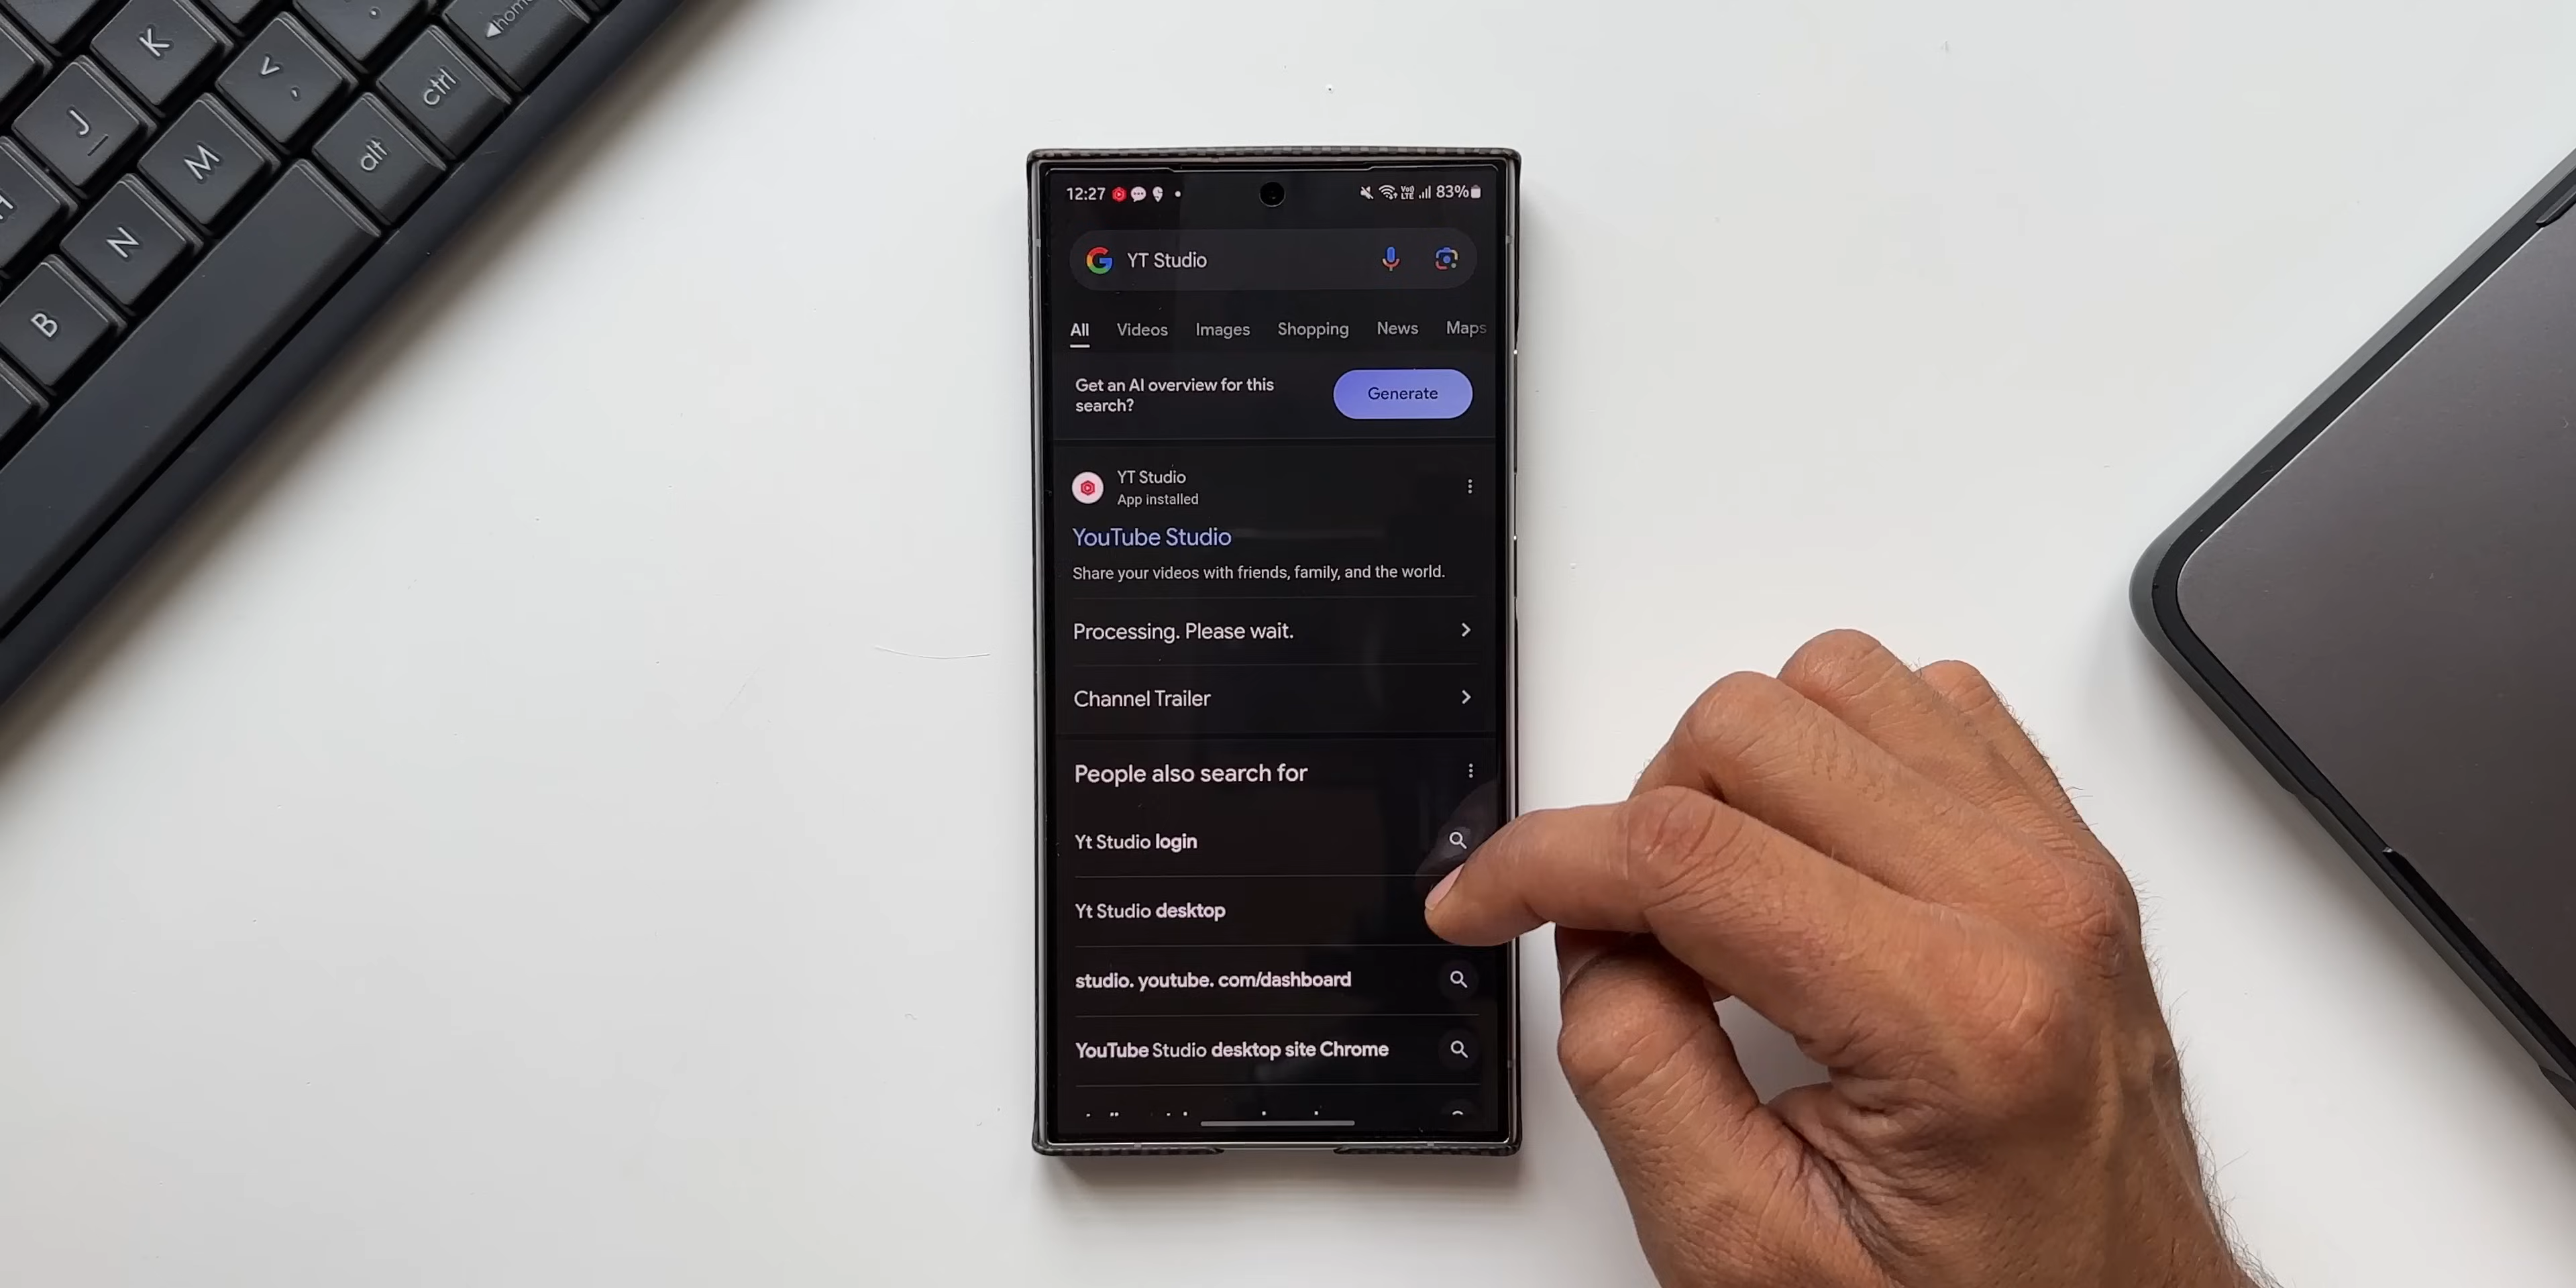 home
K
< ,
ctrl
J
M
alt
N
B
12:27
Vo) LTE 83%
YT Studio
All Videos Images Shopping News Maps
Get an AI overview for this
search?
Generate
YT Studio
App installed
YouTube Studio
Share your videos with friends, family, and the world.
Processing. Please wait.
Channel Trailer
People also search for
Yt Studio login
Yt Studio desktop
studio. youtube. com/dashboard
YouTube Studio desktop site Chrome